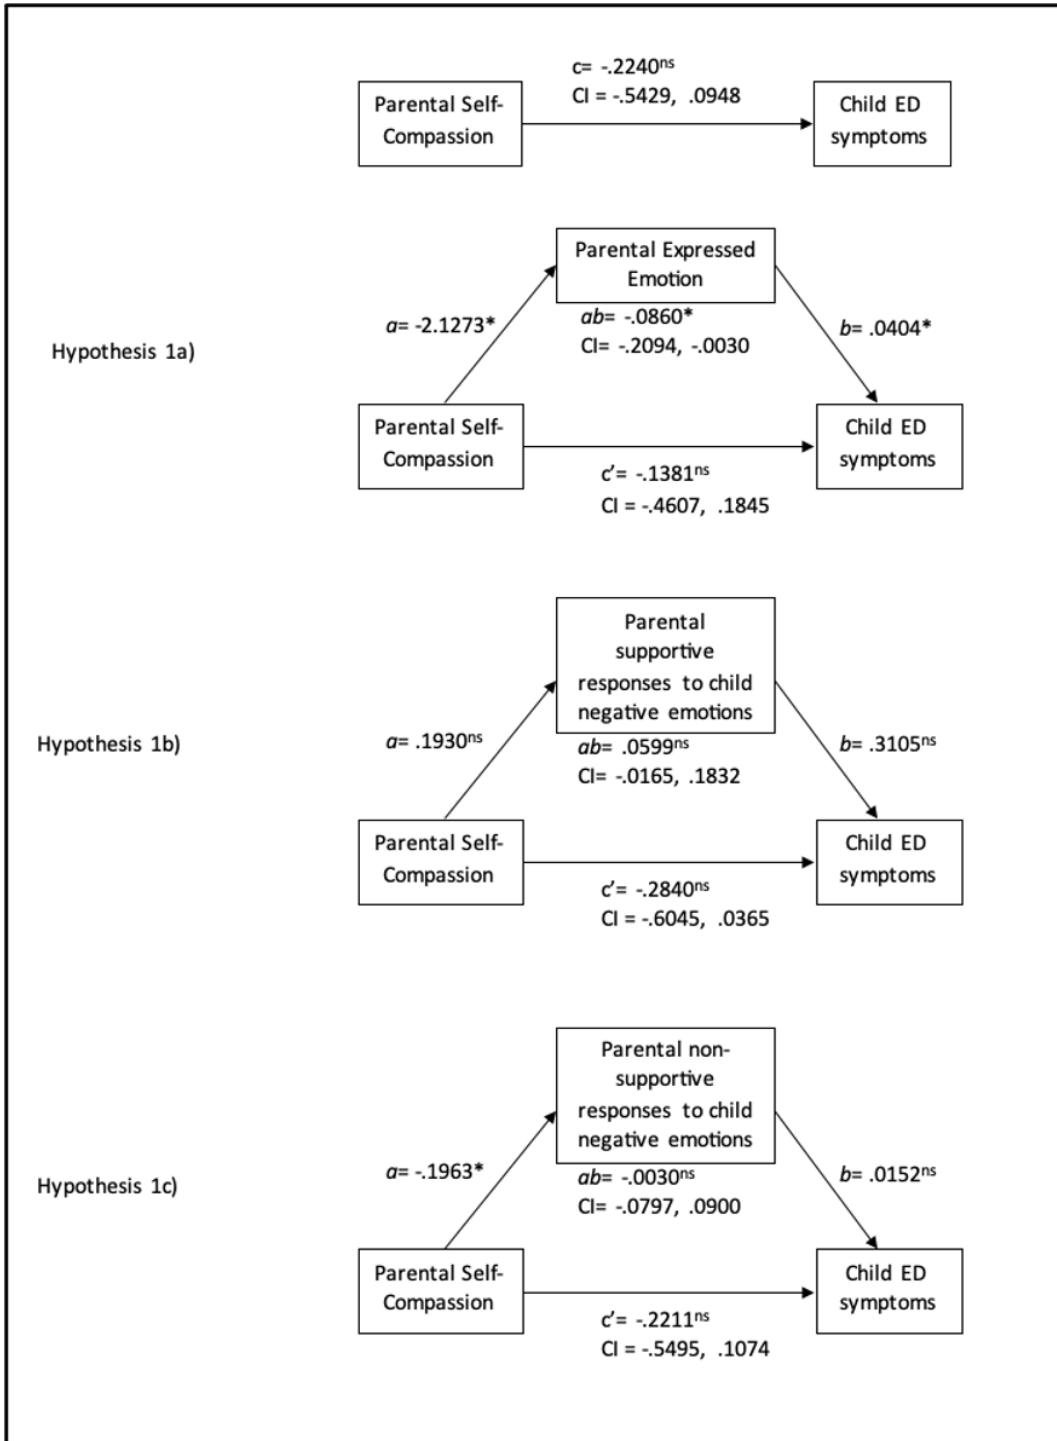 c= -.2240ns
CI = -.5429, .0948
Parental Self-
Compassion
Child ED
symptoms
Parental Expressed
Emotion
a= -2.1273*
ab= -.0860*
CI= -.2094, -.0030
b= .0404*
Hypothesis 1a)
Parental Self-
Compassion
Child ED
symptoms
c’= -.1381ns
CI = -.4607, .1845
Parental
supportive
responses to child
negative emotions
Hypothesis 1b)
a= .1930ns
ab= .0599ns
CI= -.0165, .1832
b= .3105ns
Parental Self-
Compassion
Child ED
symptoms
c’= -.2840ns
CI = -.6045, .0365
Parental non-
supportive
responses to child
negative emotions
Hypothesis 1c)
a= -.1963*
ab= -.0030ns
CI= -.0797, .0900
b= .0152ns
Parental Self-
Compassion
Child ED
symptoms
c’= -.2211ns
CI = -.5495, .1074